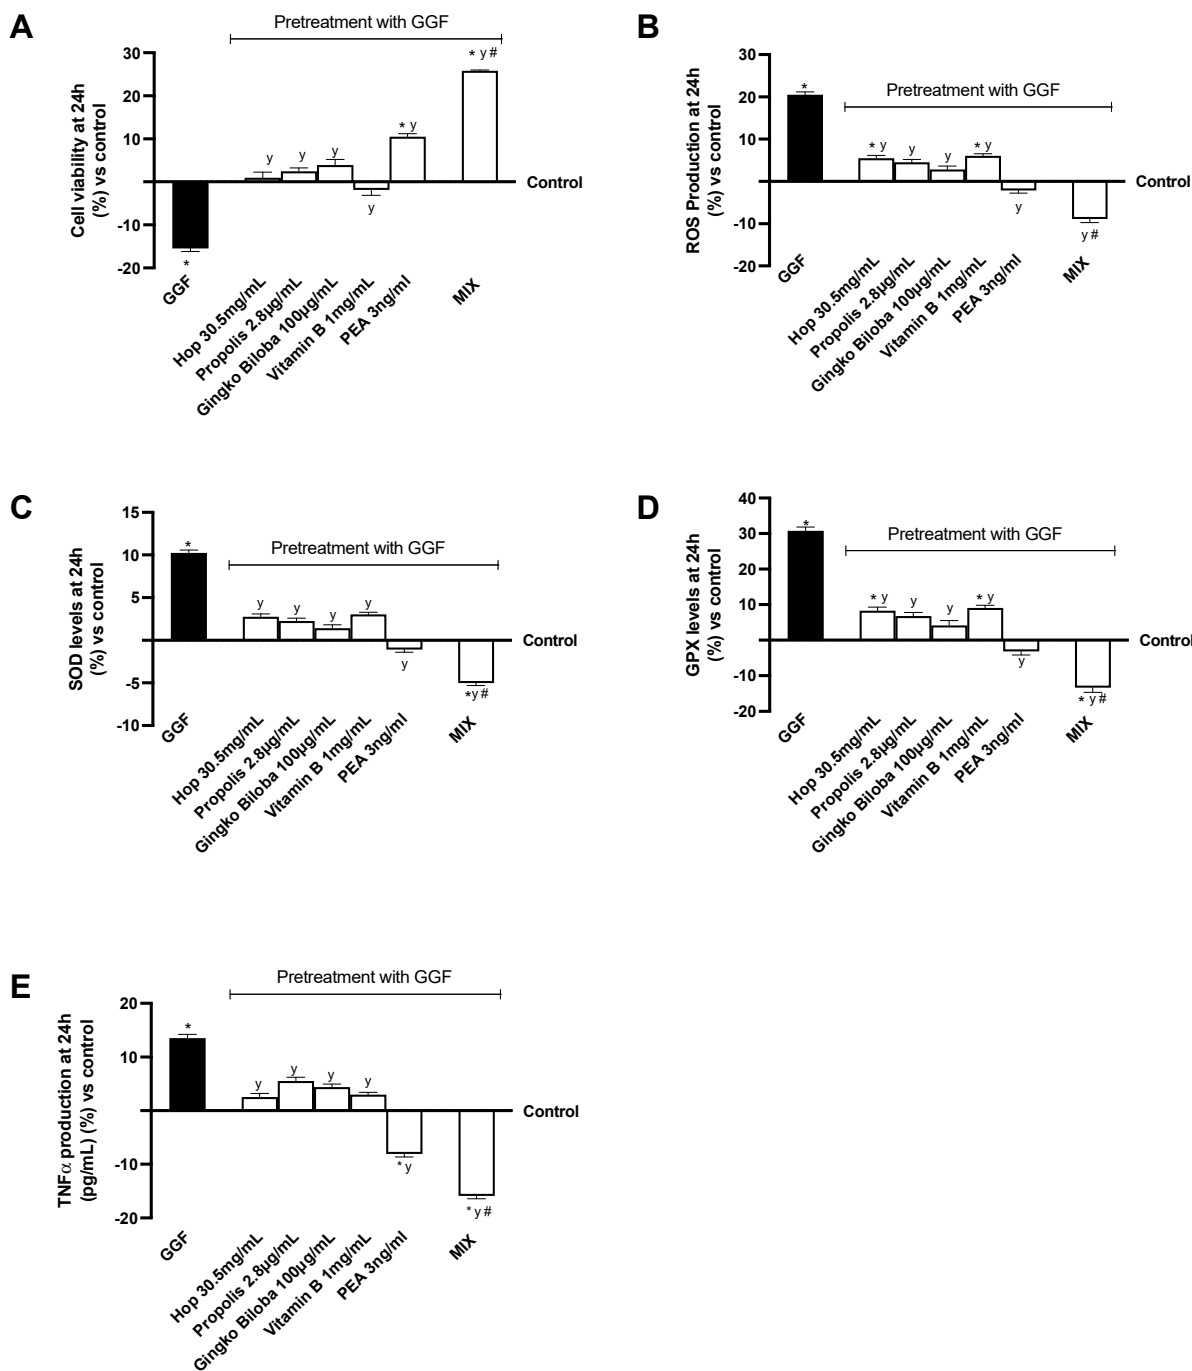 A
Pretreatment with GGF
Cell viability at 24h
(%) vs control
30
20
10
-10
-20
*
y
y
y
y
* y
* y #
Control
GGF
Hop 30.5mg/mL
Propolis 2.8µg/mL
Gingko Biloba 100µg/mL
Vitamin B 1mg/mL
PEA 3ng/ml
MIX
B
Pretreatment with GGF
ROS Production at 24h
(%) vs control
30
20
10
-10
-20
*
* y
y
y
* y
y
y #
Control
GGF
Hop 30.5mg/mL
Propolis 2.8µg/mL
Gingko Biloba 100µg/mL
Vitamin B 1mg/mL
PEA 3ng/ml
MIX
C
Pretreatment with GGF
SOD levels at 24h
(%) vs control
15
10
5
-5
-10
*
y
y
y
y
y
*y #
Control
GGF
Hop 30.5mg/mL
Propolis 2.8µg/mL
Gingko Biloba 100µg/mL
Vitamin B 1mg/mL
PEA 3ng/ml
MIX
D
Pretreatment with GGF
GPX levels at 24h
(%) vs control
40
30
20
10
-10
-20
*
* y
y
y
* y
y
* y #
Control
GGF
Hop 30.5mg/mL
Propolis 2.8µg/mL
Gingko Biloba 100µg/mL
Vitamin B 1mg/mL
PEA 3ng/ml
MIX
E
Pretreatment with GGF
TNFα production at 24h
(pg/mL) (%) vs control
20
10
-10
-20
*
y
y
y
y
* y
* y #
Control
GGF
Hop 30.5mg/mL
Propolis 2.8µg/mL
Gingko Biloba 100µg/mL
Vitamin B 1mg/mL
PEA 3ng/ml
MIX